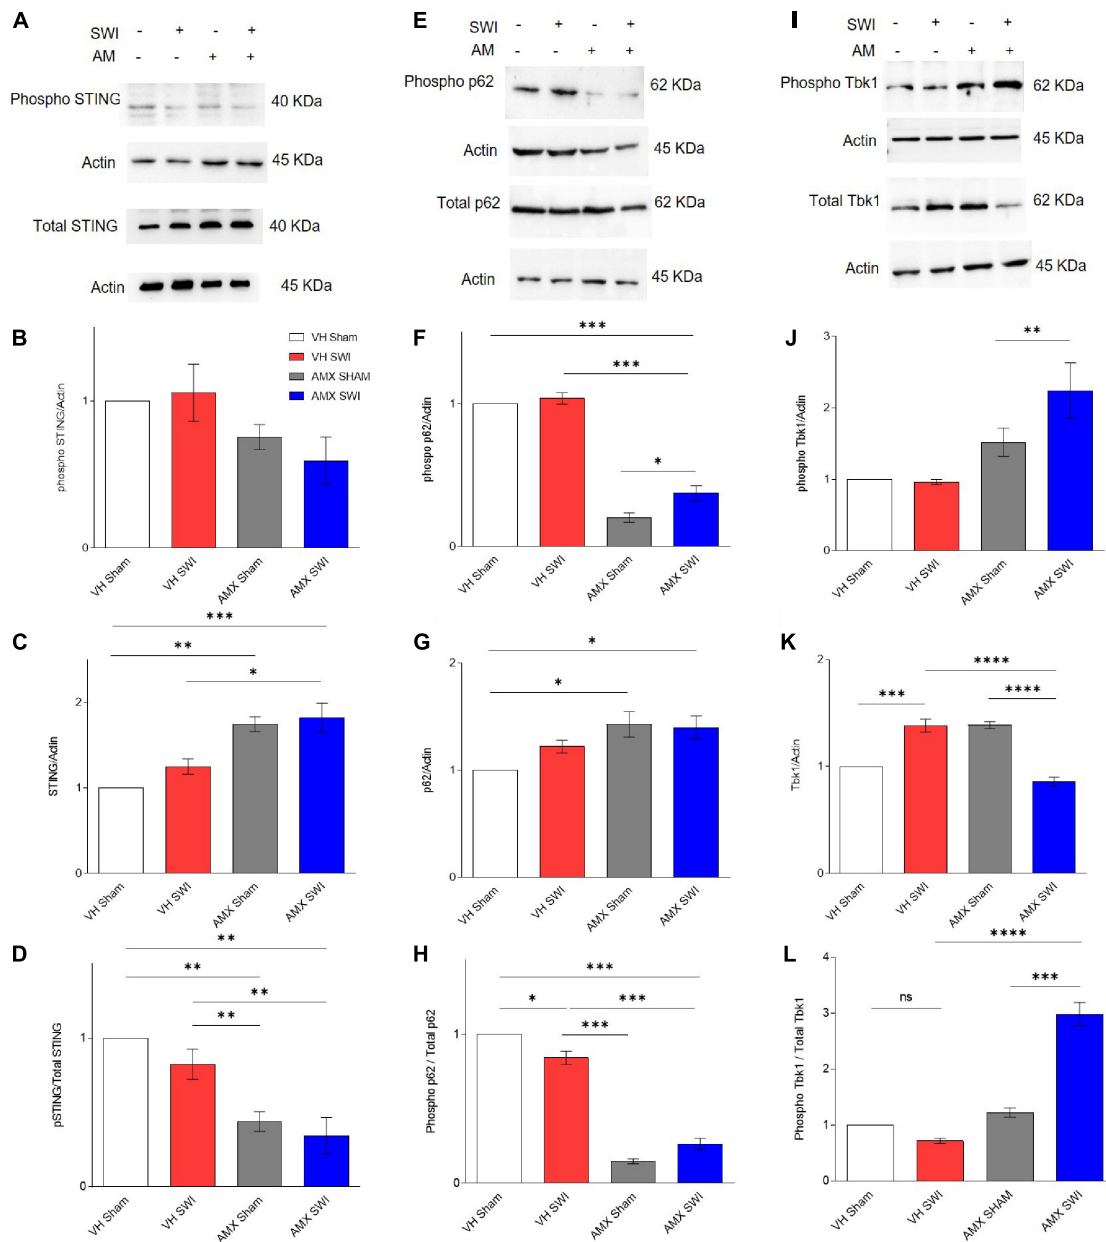 A
SWI - + - +
AM - - + +
Phospho STING 40 KDa
Actin 45 KDa
Total STING 40 KDa
Actin 45 KDa
E
SWI - + - +
AM - - + +
Phospho p62 62 KDa
Actin 45 KDa
Total p62 62 KDa
Actin 45 KDa
I
SWI - + - +
AM - - + +
Phospho Tbk1 62 KDa
Actin 45 KDa
Total Tbk1 62 KDa
Actin 45 KDa
B
phospho STING/Actin
1
0
VH Sham
VH SWI
AMX SHAM
AMX SWI
VH Sham VH SWI AMX Sham AMX SWI
F
phospo p62/Actin
1
0
***
***
*
VH Sham VH SWI AMX Sham AMX SWI
J
phospho Tbk1/Actin
3
2
1
0
**
VH Sham VH SWI AMX Sham AMX SWI
C
STING/Actin
2
1
0
***
**
*
VH Sham VH SWI AMX Sham AMX SWI
G
p62/Actin
2
1
0
*
*
VH Sham VH SWI AMX Sham AMX SWI
K
Tbk1/Actin
2
1
0
****
*** ****
VH Sham VH SWI AMX Sham AMX SWI
D
pSTING/Total STING
1
0
**
**
**
**
VH Sham VH SWI AMX Sham AMX SWI
H
Phospho p62 / Total p62
1
0
***
* ***
***
VH Sham VH SWI AMX Sham AMX SWI
L
Phospho Tbk1 / Total Tbk1
4
3
2
1
0
****
***
ns
VH Sham VH SWI AMX SHAM AMX SWI